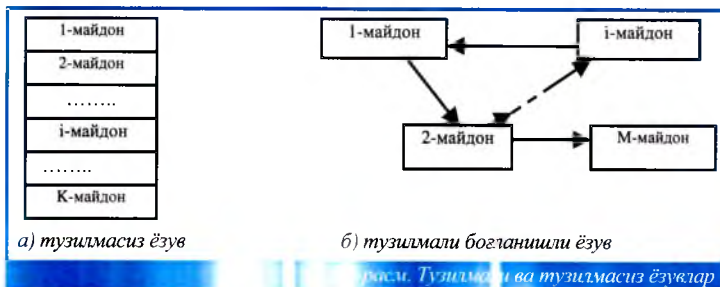 1-майдон
2-майдон
........
i-майдон
........
К-майдон
а) тузилмасиз ёзув
1-майдон
i-майдон
2-майдон
М-майдон
б) тузилмали боғланишли ёзув
расм. Тузилмали ва тузилмасиз ёзувлар